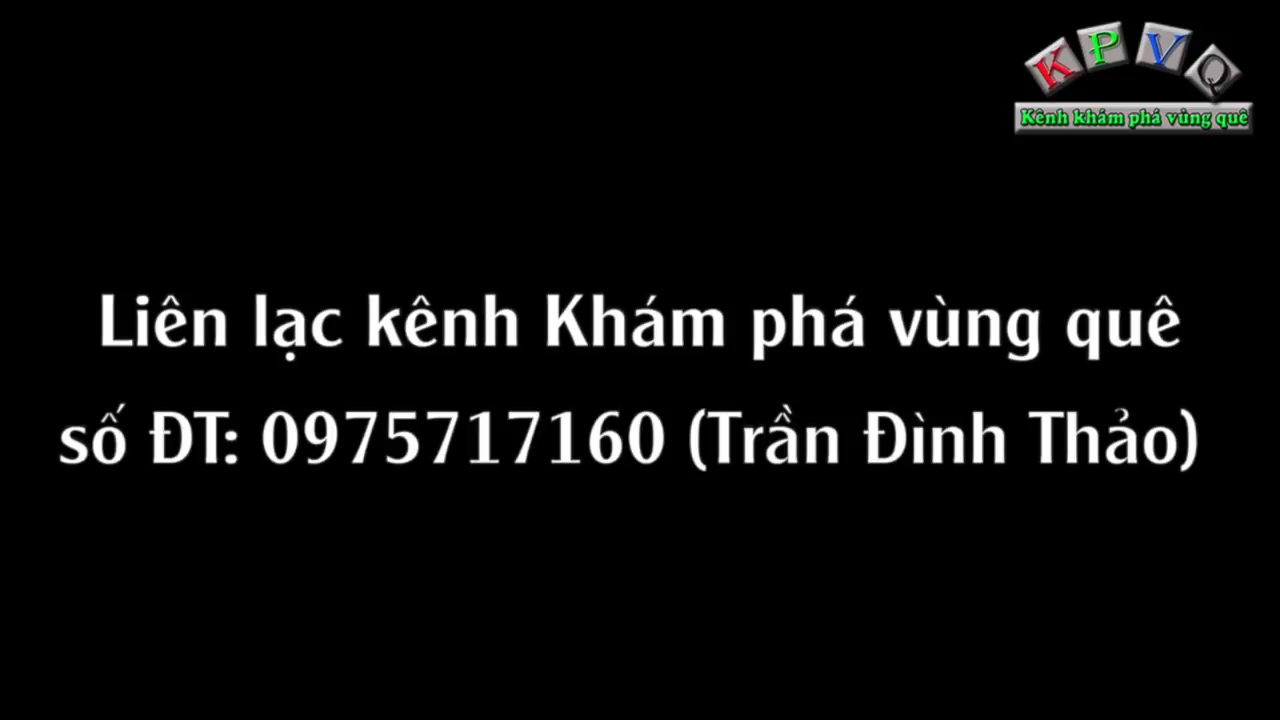 KPVQ
Kênh khám phá vùng quê
Liên lạc kênh Khám phá vùng quê
số ĐT: 0975717160 (Trần Đình Thảo)